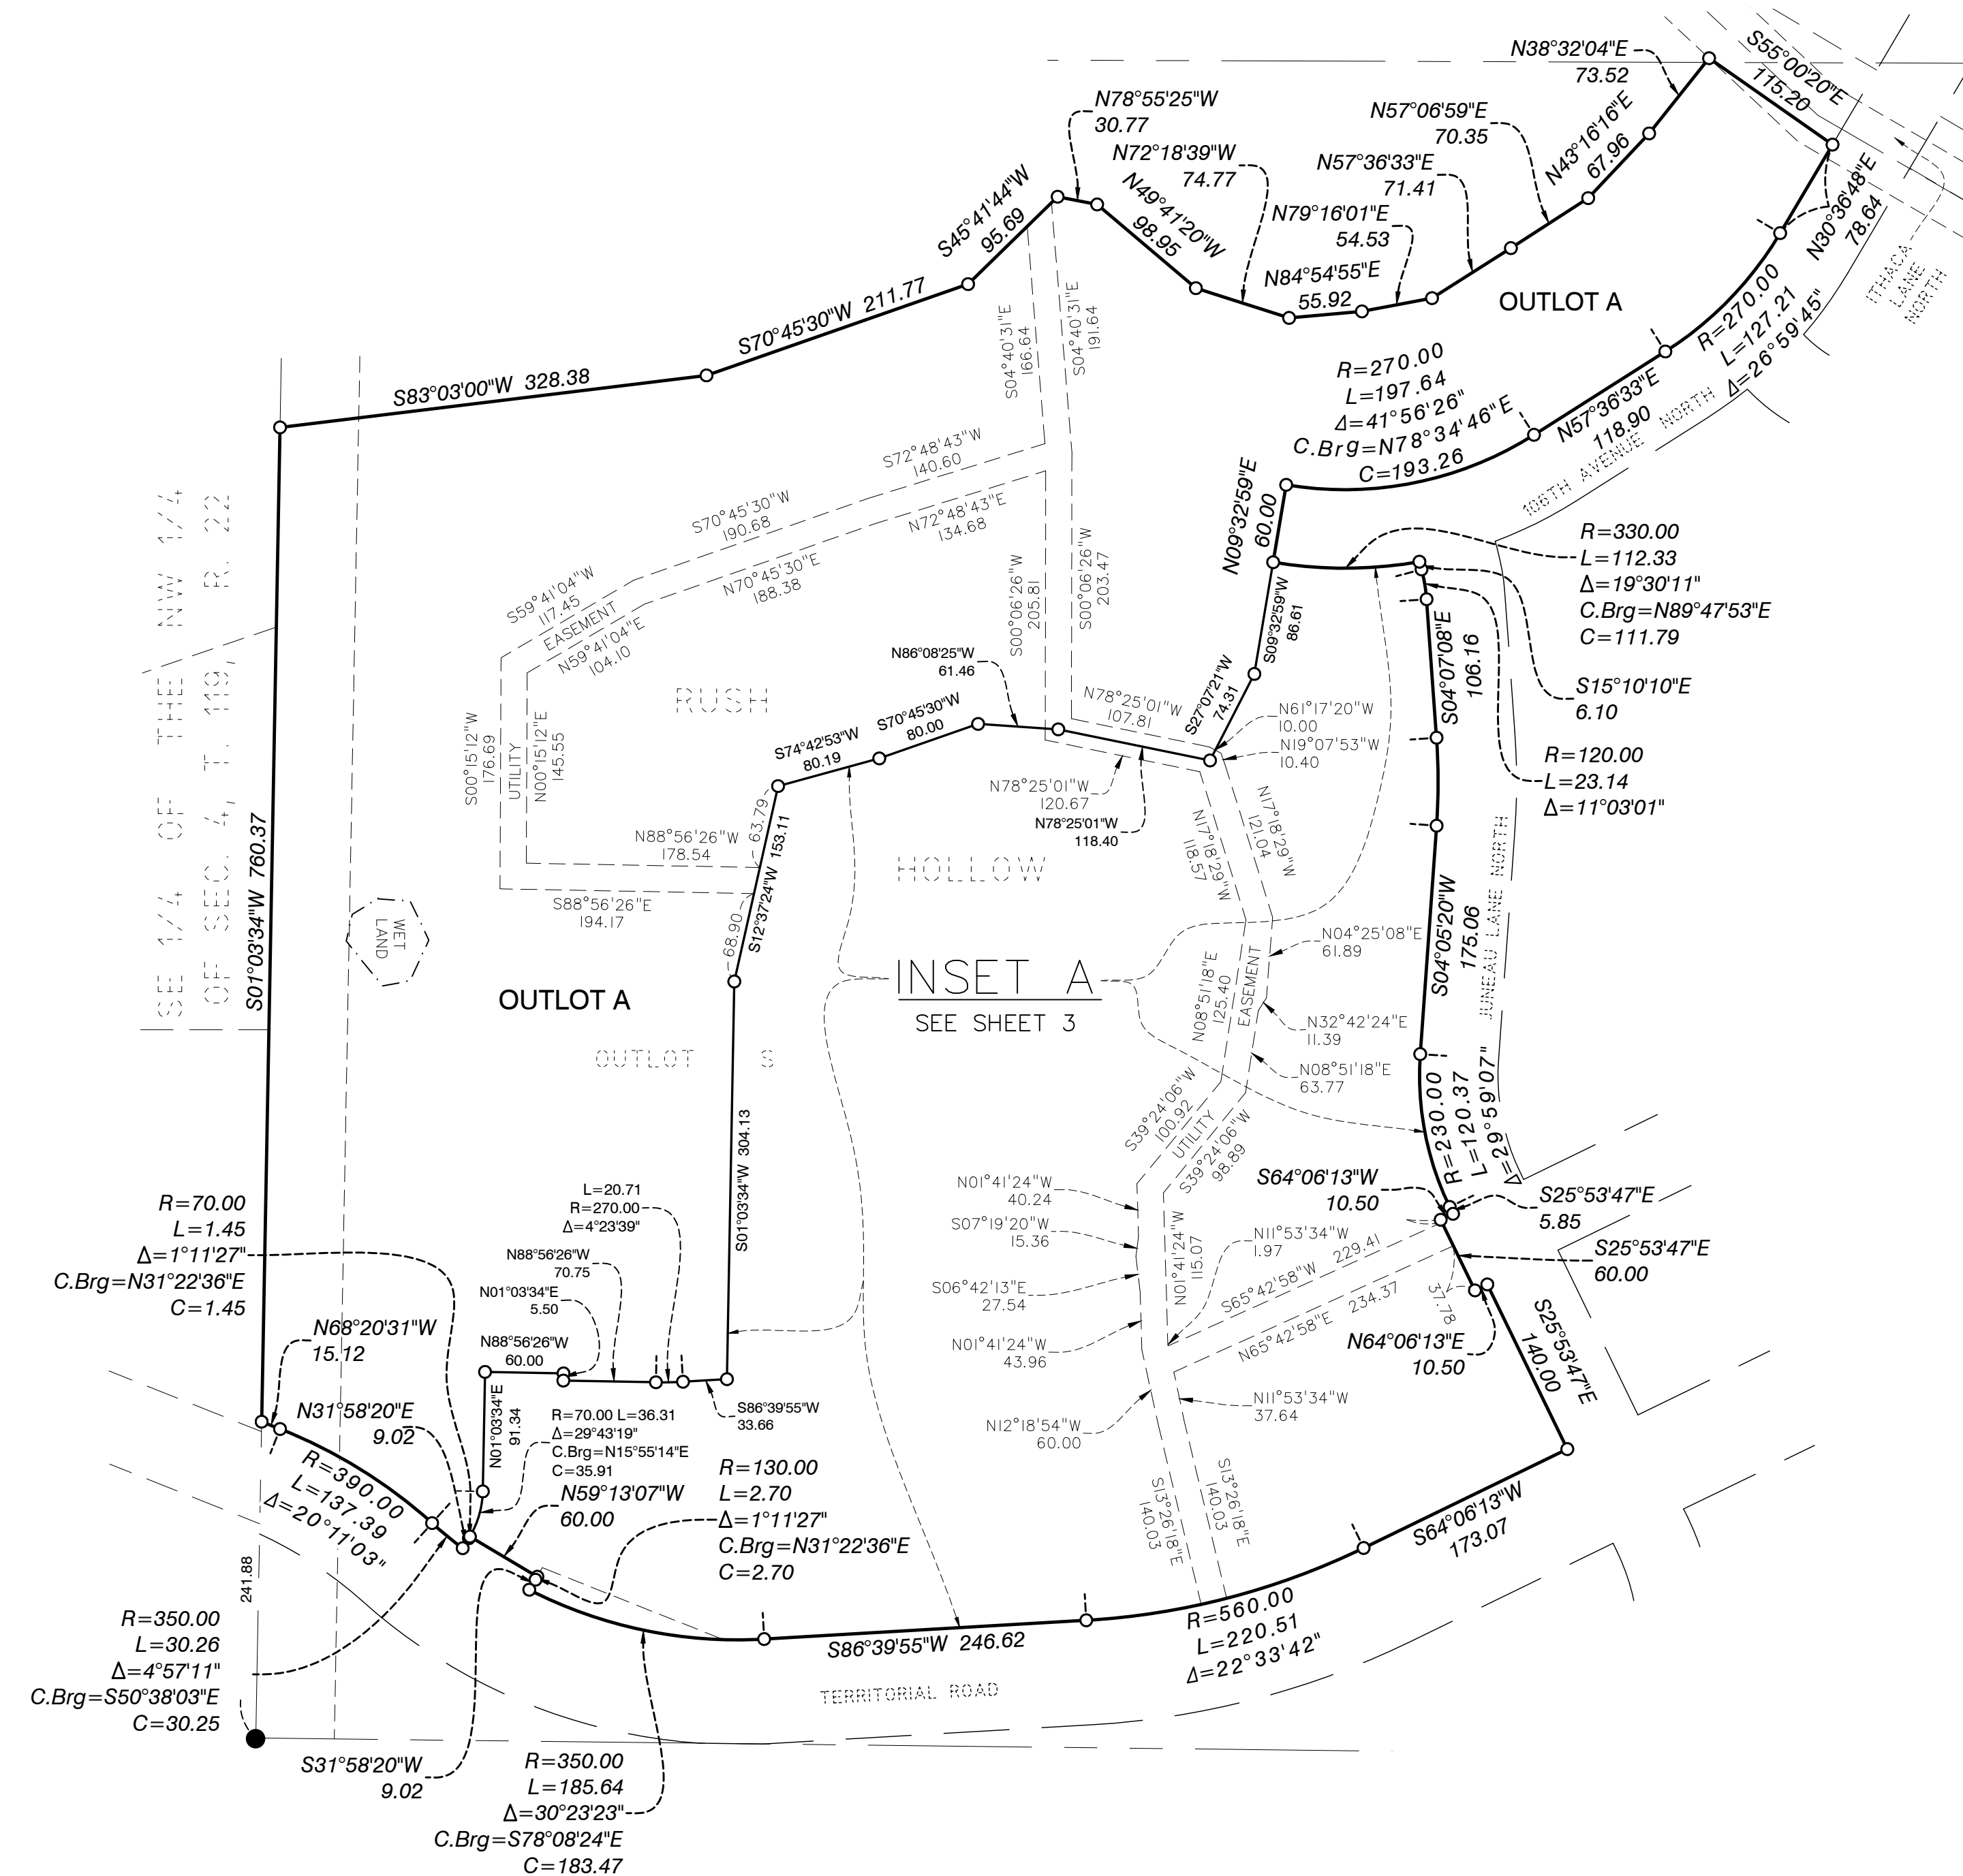 N38°32'04"E
73.52
S55°00'20"E
115.20
N78°55'25"W
30.77
N57°06'59"E
70.35
N43°16'16"E
67.96
N72°18'39"W
74.77
N57°36'33"E
71.41
N49°41'20"W
98.95
N79°16'01"E
54.53
N84°54'55"E
55.92
S45°41'44"W
95.69
N30°36'48"E
78.64
ITHACA
LANE
NORTH
OUTLOT A
R=270.00
L=127.21
Δ=26°59'45"
S70°45'30"W 211.77
S83°03'00"W 328.38
S04°40'31"E
166.64
S04°40'31"E
191.64
R=270.00
L=197.64
Δ=41°56'26"
C.Brg=N78°34'46"E
C=193.26
N57°36'33"E
118.90
106TH AVENUE NORTH
S72°48'43"W
140.60
N72°48'43"E
134.68
S70°45'30"W
190.68
N70°45'30"E
188.38
S59°41'04"W
117.45
EASEMENT
N59°41'04"E
104.10
S00°06'26"W
205.81
S00°06'26"W
203.47
N09°32'59"E
60.00
S09°32'59"W
86.61
R=330.00
L=112.33
Δ=19°30'11"
C.Brg=N89°47'53"E
C=111.79
S15°10'10"E
6.10
R=120.00
L=23.14
Δ=11°03'01"
S04°07'08"E
106.16
SE 1/4 OF THE NW 1/4
OF SEC. 4, T. 119, R. 22
S01°03'34"W 760.37
RUSH
N86°08'25"W
61.46
S70°45'30"W
80.00
S74°42'53"W
80.19
N78°25'01"W
107.81
S27°07'21"W
74.31
N61°17'20"W
10.00
N19°07'53"W
10.40
N78°25'01"W
120.67
N78°25'01"W
118.40
S00°15'12"W
176.69
UTILITY
N00°15'12"E
145.55
N88°56'26"W
178.54
S88°56'26"E
194.17
63.79
S12°37'24"W 153.11
68.90
HOLLOW
N17°18'29"W
118.57
N17°18'29"W
121.04
WET
LAND
OUTLOT A
OUTLOT S
INSET A
SEE SHEET 3
N04°25'08"E
61.89
N08°51'18"E
125.40
EASEMENT
N32°42'24"E
11.39
N08°51'18"E
63.77
S04°05'20"W
175.06
JUNEAU LANE NORTH
S39°24'06"W
100.92
UTILITY
S39°24'06"W
98.89
R=230.00
L=120.37
Δ=29°59'07"
S64°06'13"W
10.50
S25°53'47"E
5.85
S25°53'47"E
60.00
N64°06'13"E
10.50
S25°53'47"E
140.00
N01°41'24"W
40.24
S07°19'20"W
15.36
S06°42'13"E
27.54
N01°41'24"W
43.96
N01°41'24"W
115.07
N11°53'34"W
1.97
S65°42'58"W 229.41
N65°42'58"E 234.37
37.78
N12°18'54"W
60.00
N11°53'34"W
37.64
S13°26'18"E
140.03
S13°26'18"E
140.03
S64°06'13"W
173.07
S01°03'34"W 304.13
L=20.71
R=270.00
Δ=4°23'39"
N88°56'26"W
70.75
N01°03'34"E
5.50
N88°56'26"W
60.00
N01°03'34"E
91.34
S86°39'55"W
33.66
R=70.00 L=36.31
Δ=29°43'19"
C.Brg=N15°55'14"E
C=35.91
N59°13'07"W
60.00
R=130.00
L=2.70
Δ=1°11'27"
C.Brg=N31°22'36"E
C=2.70
R=70.00
L=1.45
Δ=1°11'27"
C.Brg=N31°22'36"E
C=1.45
N68°20'31"W
15.12
N31°58'20"E
9.02
R=390.00
L=137.39
Δ=20°11'03"
241.88
R=350.00
L=30.26
Δ=4°57'11"
C.Brg=S50°38'03"E
C=30.25
S31°58'20"W
9.02
R=350.00
L=185.64
Δ=30°23'23"
C.Brg=S78°08'24"E
C=183.47
S86°39'55"W 246.62
R=560.00
L=220.51
Δ=22°33'42"
TERRITORIAL ROAD